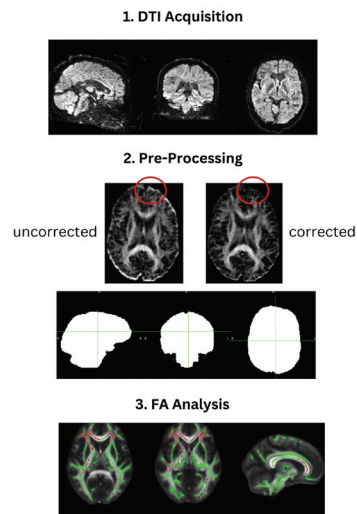 1. DTI Acquisition
2. Pre-Processing
uncorrected
corrected
3. FA Analysis